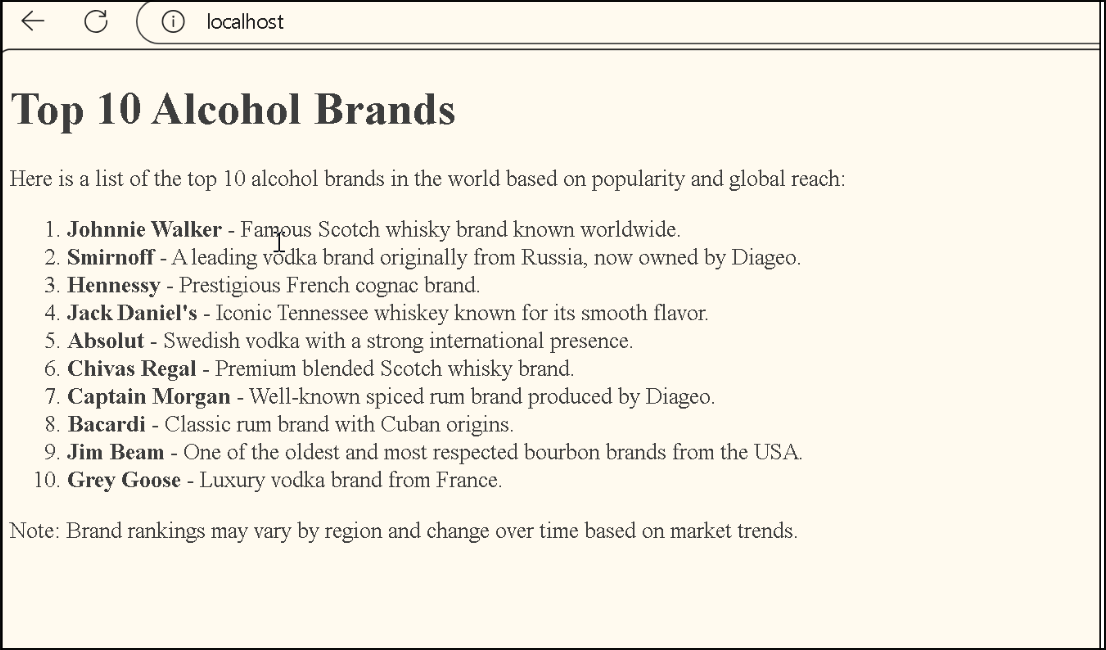 localhost
Top 10 Alcohol Brands
Here is a list of the top 10 alcohol brands in the world based on popularity and global reach:
1. Johnnie Walker - Famous Scotch whisky brand known worldwide.
2. Smirnoff - A leading vodka brand originally from Russia, now owned by Diageo.
3. Hennessy - Prestigious French cognac brand.
4. Jack Daniel's - Iconic Tennessee whiskey known for its smooth flavor.
5. Absolut - Swedish vodka with a strong international presence.
6. Chivas Regal - Premium blended Scotch whisky brand.
7. Captain Morgan - Well-known spiced rum brand produced by Diageo.
8. Bacardi - Classic rum brand with Cuban origins.
9. Jim Beam - One of the oldest and most respected bourbon brands from the USA.
10. Grey Goose - Luxury vodka brand from France.
Note: Brand rankings may vary by region and change over time based on market trends.